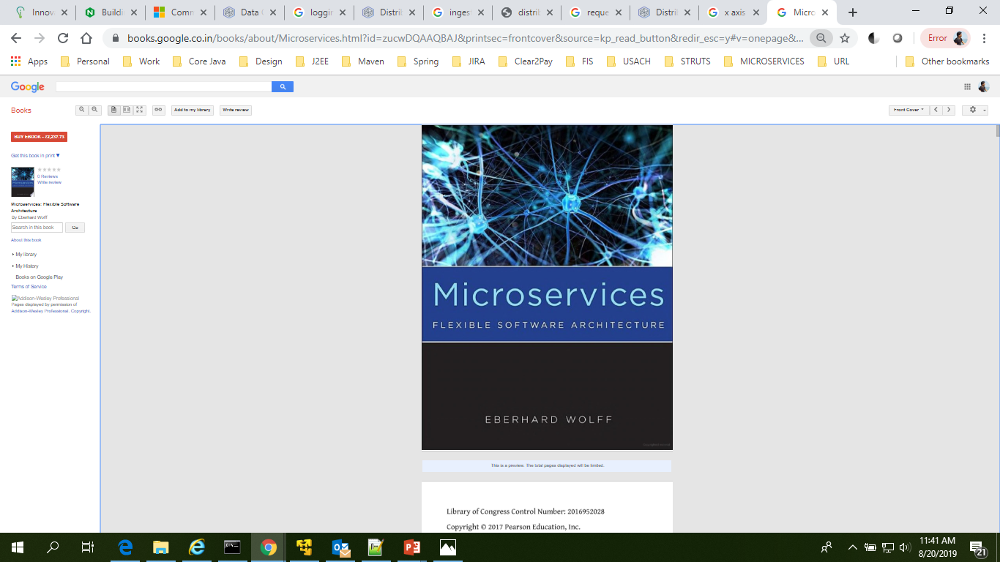 Innov
Buildi
Comm
Data
loggin
Distrib
ingest
distrib
reque
Distrib
x axis
Micro
books.google.co.in/books/about/Microservices.html?id=zucwDQAAQBAJ&printsec=frontcover&source=kp_read_button&redir_esc=y#v=onepage&...
Error
Apps
Personal
Work
Core Java
Design
J2EE
Maven
Spring
JIRA
Clear2Pay
FIS
USACH
STRUTS
MICROSERVICES
URL
Other bookmarks
Google
Books
Add to my library
Write review
Front Cover
BUY EBOOK - ₹2,237.73
Get this book in print ▼
0 Reviews
Write review
Microservices: Flexible Software
Architecture
By Eberhard Wolff
Search in this book
Go
About this book
My library
My History
Books on Google Play
Terms of Service
Addison-Wesley Professional
Pages displayed by permission of
Addison-Wesley Professional. Copyright.
Microservices
FLEXIBLE SOFTWARE ARCHITECTURE
EBERHARD WOLFF
This is a preview. The total pages displayed will be limited.
Library of Congress Control Number: 2016952028
Copyright © 2017 Pearson Education, Inc.
11:41 AM
8/20/2019
21